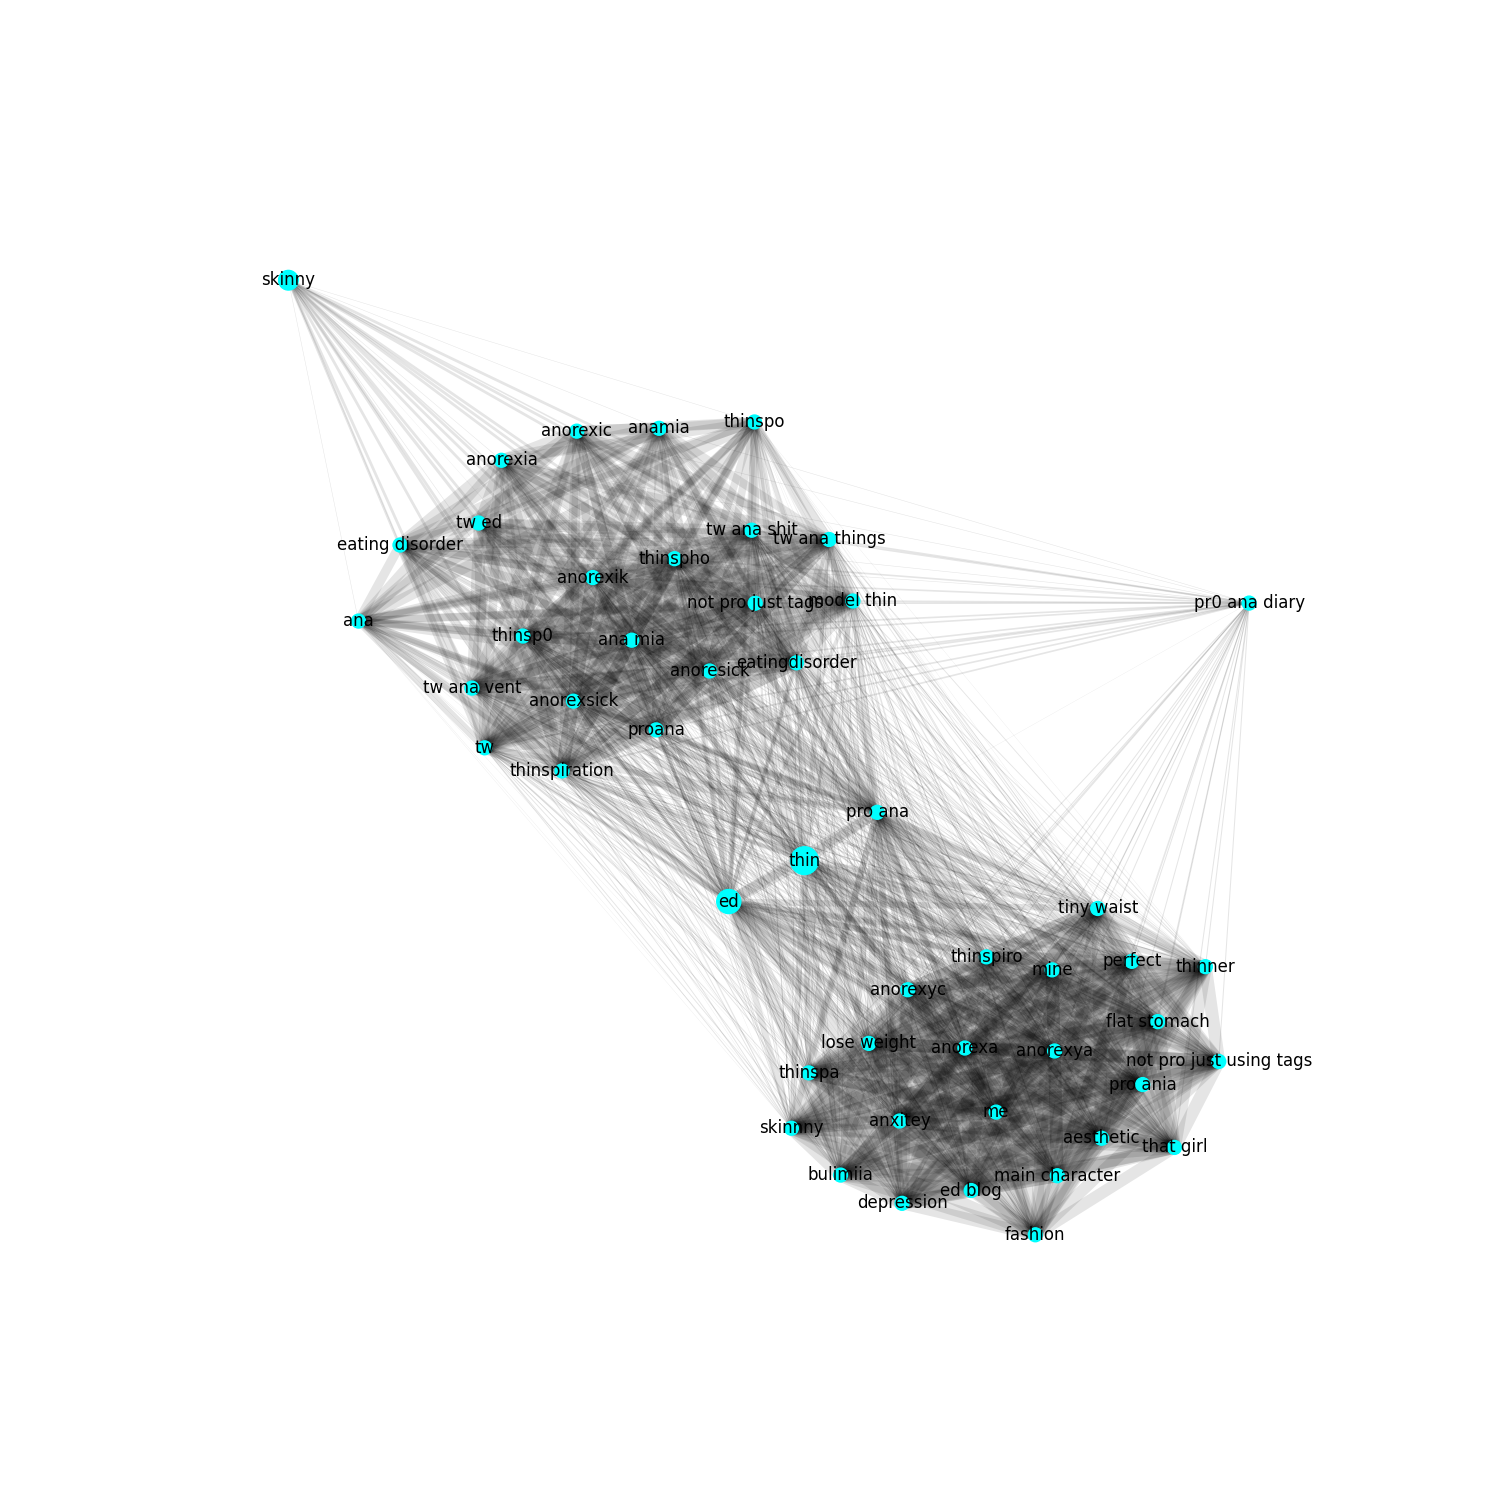 skinny
thinspo
anamia
anorexic
anorexia
tw ed
tw ana shit
tw ana things
eating disorder
thinspho
anorexik
model thin
not pro just tags
pr0 ana diary
ana
thinsp0
ana mia
eatingdisorder
anoresick
tw ana vent
anorexsick
proana
tw
thinspiration
pro ana
thin
ed
tiny waist
thinspiro
perfect
thinner
mine
anorexyc
flat stomach
lose weight
anorexa
anorexya
not pro just using tags
thinspa
pro ania
me
anxitey
skinnny
aesthetic
that girl
bulimiia
main character
ed blog
depression
fashion